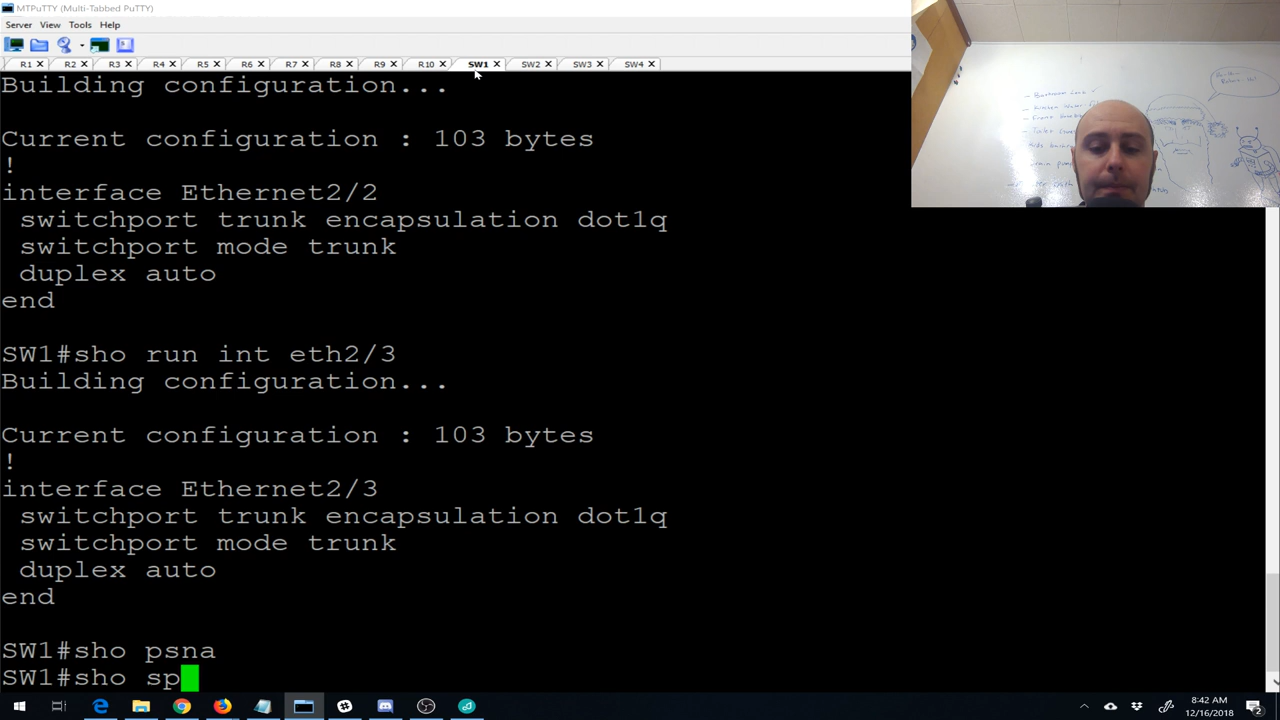 MTPuTTY (Multi-Tabbed PuTTY)
Server View Tools Help
R1 R2 R3 R4 R5 R6 R7 R8 R9 R10 SW1 SW2 SW3 SW4
Building configuration...
Current configuration : 103 bytes
!
interface Ethernet2/2
switchport trunk encapsulation dot1q
switchport mode trunk
duplex auto
end
SW1#sho run int eth2/3
Building configuration...
Current configuration : 103 bytes
!
interface Ethernet2/3
switchport trunk encapsulation dot1q
switchport mode trunk
duplex auto
end
SW1#sho psna
SW1#sho sp
8:42 AM
12/16/2018
2